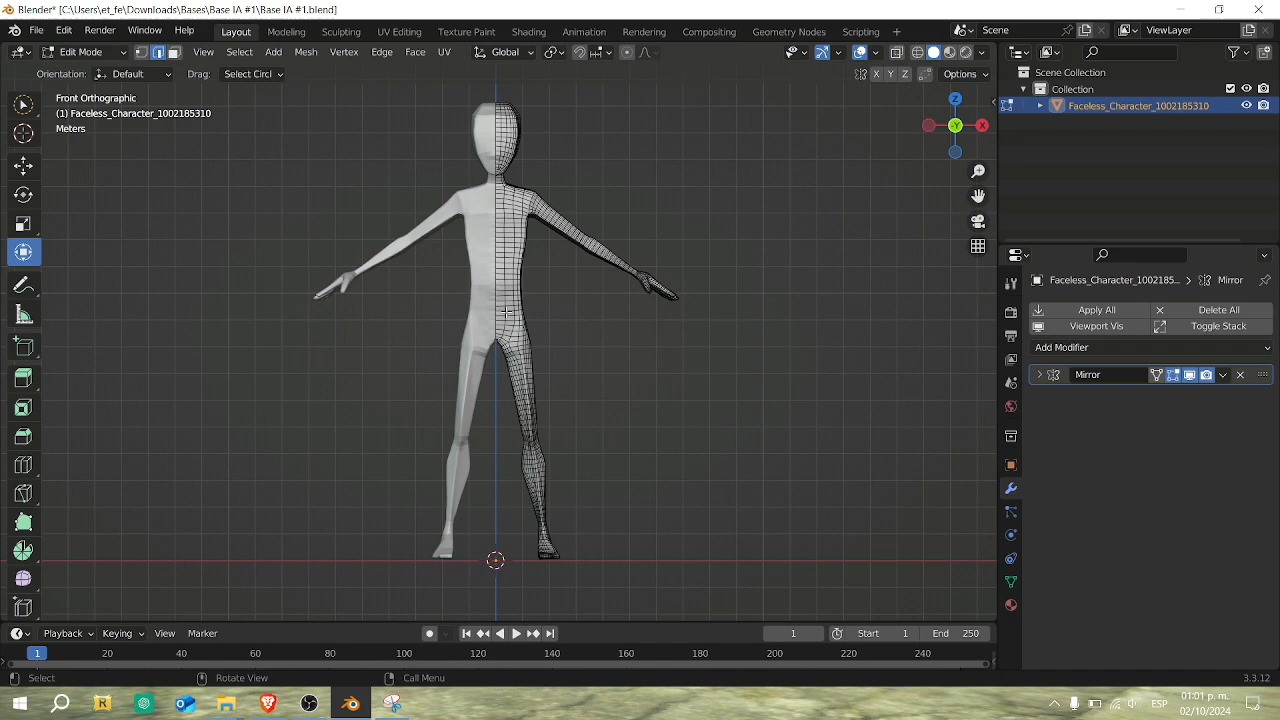 Blender* [C:\Users\et_fe\Downloads\Bases\Base IA #1\Base IA #1.blend]
File Edit Render Window Help Layout Modeling Sculpting UV Editing Texture Paint Shading Animation Rendering Compositing Geometry Nodes Scripting Scene ViewLayer
Edit Mode View Select Add Mesh Vertex Edge Face UV Global
Orientation: Default Drag: Select Circl X Y Z Options
Scene Collection
Collection
Faceless_Character_1002185310
Front Orthographic
(1) Faceless_Character_1002185310
Meters
Z
-Y X
Faceless_Character_1002185... > Mirror
Apply All Delete All
Viewport Vis Toggle Stack
Add Modifier
Mirror
Playback Keying View Marker 1 Start 1 End 250
1 20 40 60 80 100 120 140 160 180 200 220 240
Select Rotate View Call Menu 3.3.12
ESP 01:01 p. m.
02/10/2024